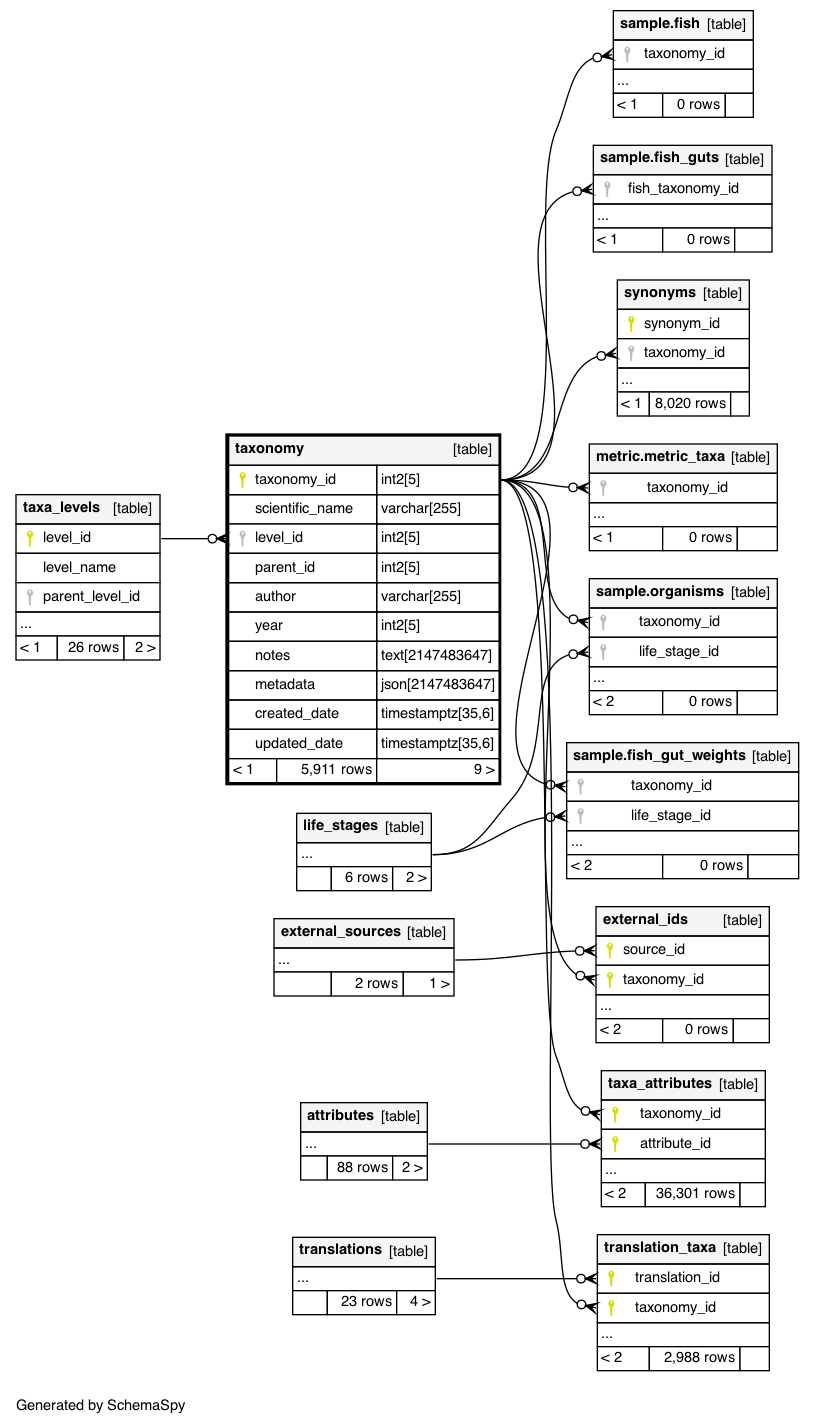 sample.fish [table]
taxonomy_id
...
< 1 0 rows
sample.fish_guts [table]
fish_taxonomy_id
...
< 1 0 rows
synonyms [table]
synonym_id
taxonomy_id
...
< 1 8,020 rows
taxonomy [table]
taxonomy_id int2[5]
scientific_name varchar[255]
level_id int2[5]
parent_id int2[5]
author varchar[255]
year int2[5]
notes text[2147483647]
metadata json[2147483647]
created_date timestamptz[35,6]
updated_date timestamptz[35,6]
< 1 5,911 rows 9 >
metric.metric_taxa [table]
taxonomy_id
...
< 1 0 rows
taxa_levels [table]
level_id
level_name
parent_level_id
...
< 1 26 rows 2 >
sample.organisms [table]
taxonomy_id
life_stage_id
...
< 2 0 rows
sample.fish_gut_weights [table]
taxonomy_id
life_stage_id
...
< 2 0 rows
life_stages [table]
...
6 rows 2 >
external_sources [table]
...
2 rows 1 >
external_ids [table]
source_id
taxonomy_id
...
< 2 0 rows
taxa_attributes [table]
taxonomy_id
attribute_id
...
< 2 36,301 rows
attributes [table]
...
88 rows 2 >
translations [table]
...
23 rows 4 >
translation_taxa [table]
translation_id
taxonomy_id
...
< 2 2,988 rows
Generated by SchemaSpy